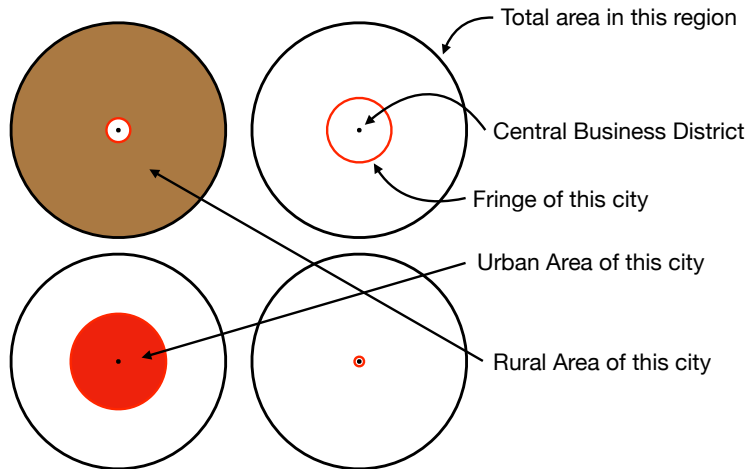 Total area in this region
Central Business District
Fringe of this city
Urban Area of this city
Rural Area of this city